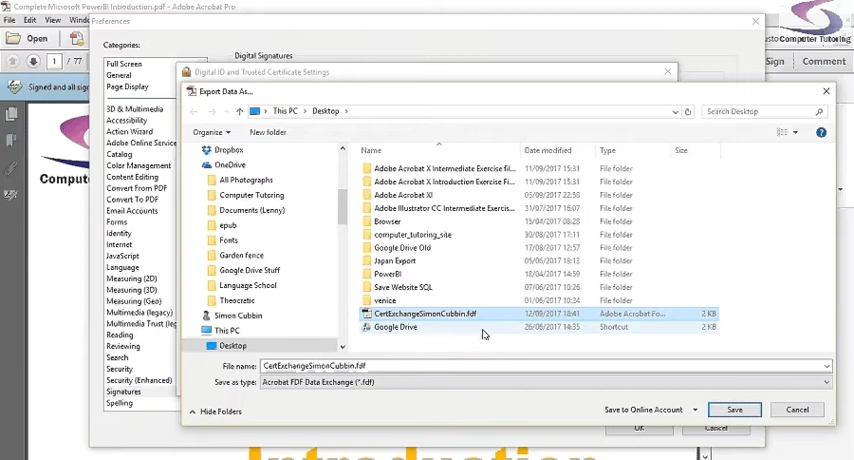 Complete Microsoft PowerBI Introduction.pdf - Adobe Acrobat Pro
File Edit View Windo
Preferences
Open
1 / 77
Computer Tutoring
Sign Comment
Signed and all sign
Categories:
Digital Signatures
Digital ID and Trusted Certificate Settings
Export Data As...
This PC Desktop
Search Desktop
Organize New folder
Full Screen
General
Page Display
3D & Multimedia
Accessibility
Action Wizard
Adobe Online Service
Catalog
Color Management
Content Editing
Convert From PDF
Convert To PDF
Email Accounts
Forms
Identity
Internet
JavaScript
Language
Measuring (2D)
Measuring (3D)
Measuring (Geo)
Multimedia (legacy)
Multimedia Trust (leg
Reading
Reviewing
Search
Security
Security (Enhanced)
Signatures
Spelling
Dropbox
OneDrive
All Photographs
Computer Tutoring
Documents (Lenny)
epub
Fonts
Garden fence
Google Drive Stuff
Language School
Theocratic
Simon Cubbin
This PC
Desktop
Name Date modified Type Size
Adobe Acrobat X Intermediate Exercise fil... 11/09/2017 15:31 File folder
Adobe Acrobat X Introduction Exercise Fi... 11/09/2017 15:31 File folder
Adobe Acrobat XI 05/09/2017 22:58 File folder
Adobe Illustrator CC Intermediate Exercis... 31/07/2017 16:07 File folder
Browser 15/04/2017 08:28 File folder
computer_tutoring_site 30/08/2017 17:11 File folder
Google Drive Old 17/08/2017 12:57 File folder
Japan Export 05/06/2017 18:13 File folder
PowerBI 18/04/2017 14:59 File folder
Save Website SQL 21/06/2017 11:11 File folder
venice 01/06/2017 10:24 File folder
CertExchangeSimonCubbin.fdf 12/09/2017 18:41 Adobe Acrobat Fo... 2 KB
Google Drive 26/06/2017 14:35 Shortcut 2 KB
File name: CertExchangeSimonCubbin.fdf
Save as type: Acrobat FDF Data Exchange (*.fdf)
Hide Folders
Save to Online Account Save Cancel
OK Cancel
Comput
Introduction